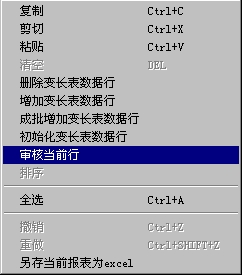 复制 Ctrl+C
剪切 Ctrl+X
粘贴 Ctrl+V
清空 DEL
删除变长表数据行
增加变长表数据行
成批增加变长表数据行
初始化变长表数据行
审核当前行
排序
全选 Ctrl+A
撤销 Ctrl+Z
重做 Ctrl+SHIFT+Z
另存当前报表为excel